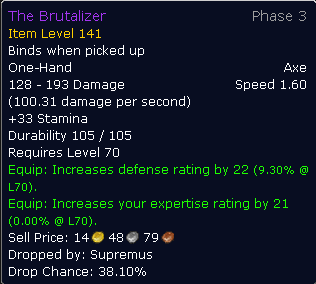 The Brutalizer Phase 3
Item Level 141
Binds when picked up
One-Hand Axe
128 - 193 Damage Speed 1.60
(100.31 damage per second)
+33 Stamina
Durability 105 / 105
Requires Level 70
Equip: Increases defense rating by 22 (9.30% @
L70).
Equip: Increases your expertise rating by 21
(0.00% @ L70).
Sell Price: 14 48 79
Dropped by: Supremus
Drop Chance: 38.10%